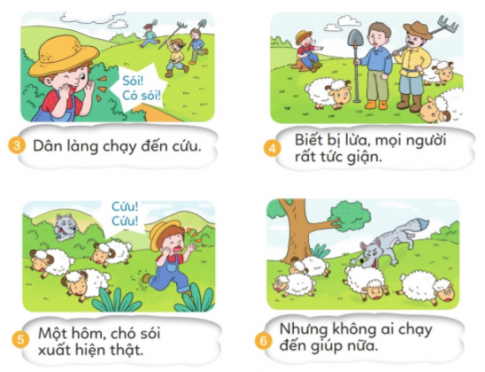 Sói!
Có sói!
3 Dân làng chạy đến cứu.
4 Biết bị lừa, mọi người
rất tức giận.
Cứu!
Cứu!
5 Một hôm, chó sói
xuất hiện thật.
6 Nhưng không ai chạy
đến giúp nữa.